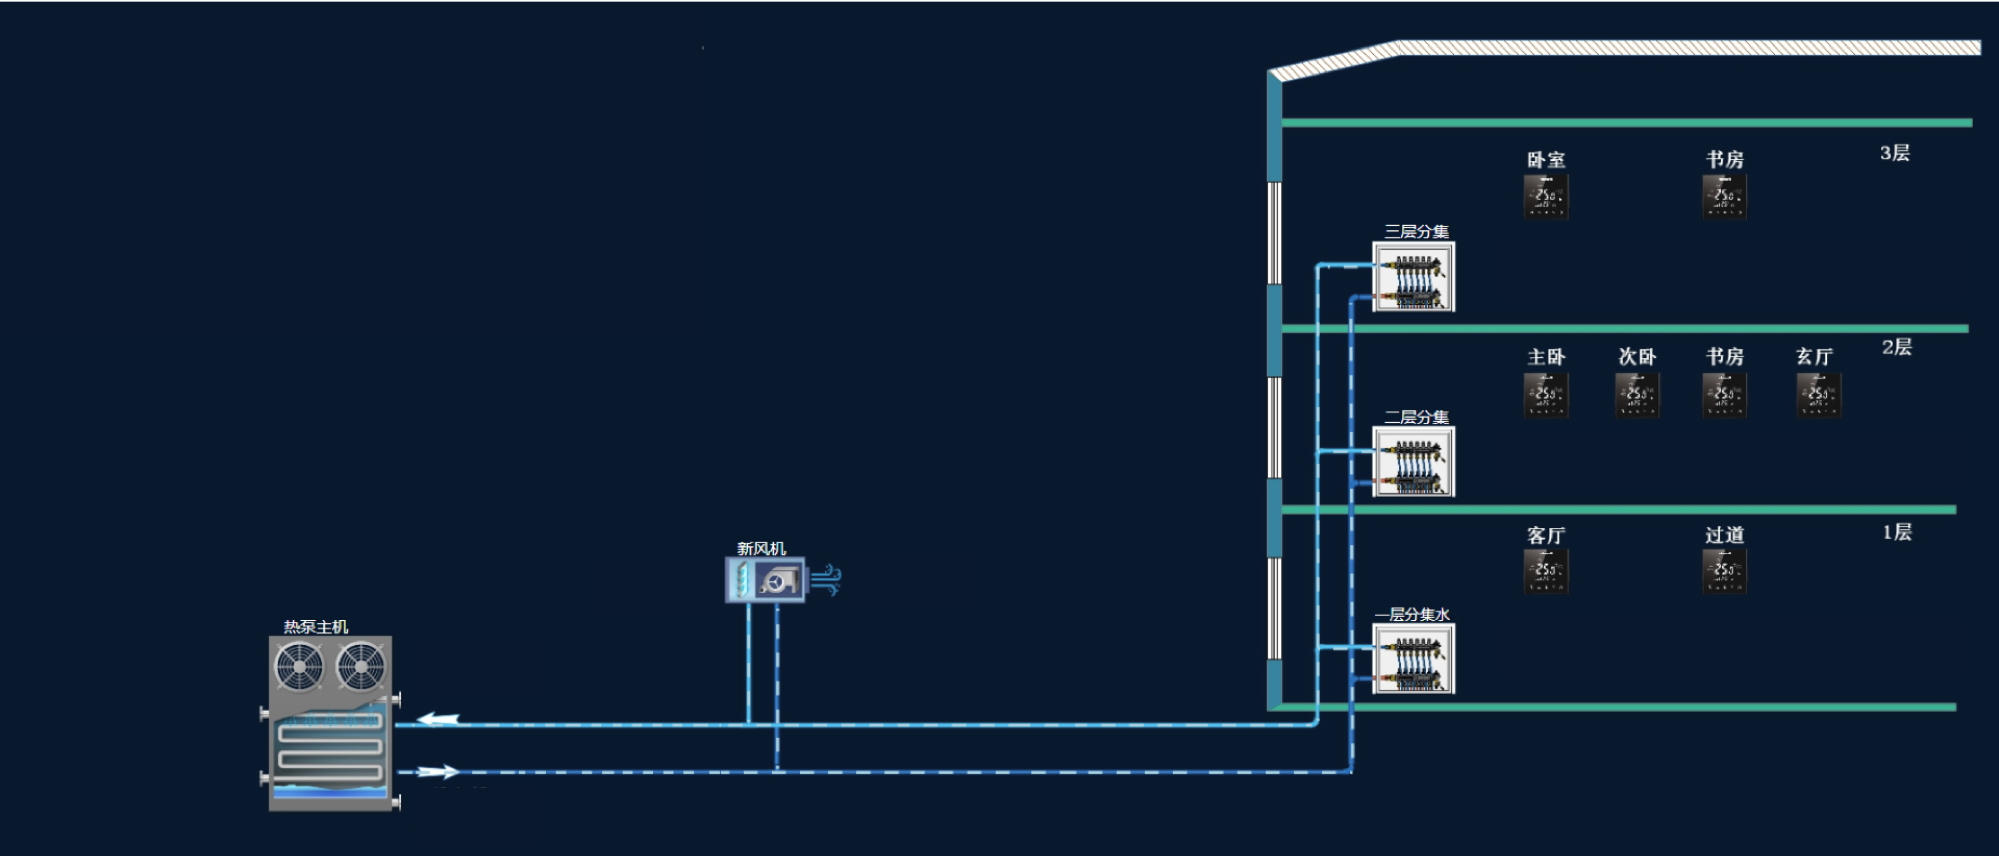 3层
卧室
书房
三层分集
2层
主卧
次卧
书房
玄厅
二层分集
1层
客厅
过道
新风机
一层分集水
热泵主机